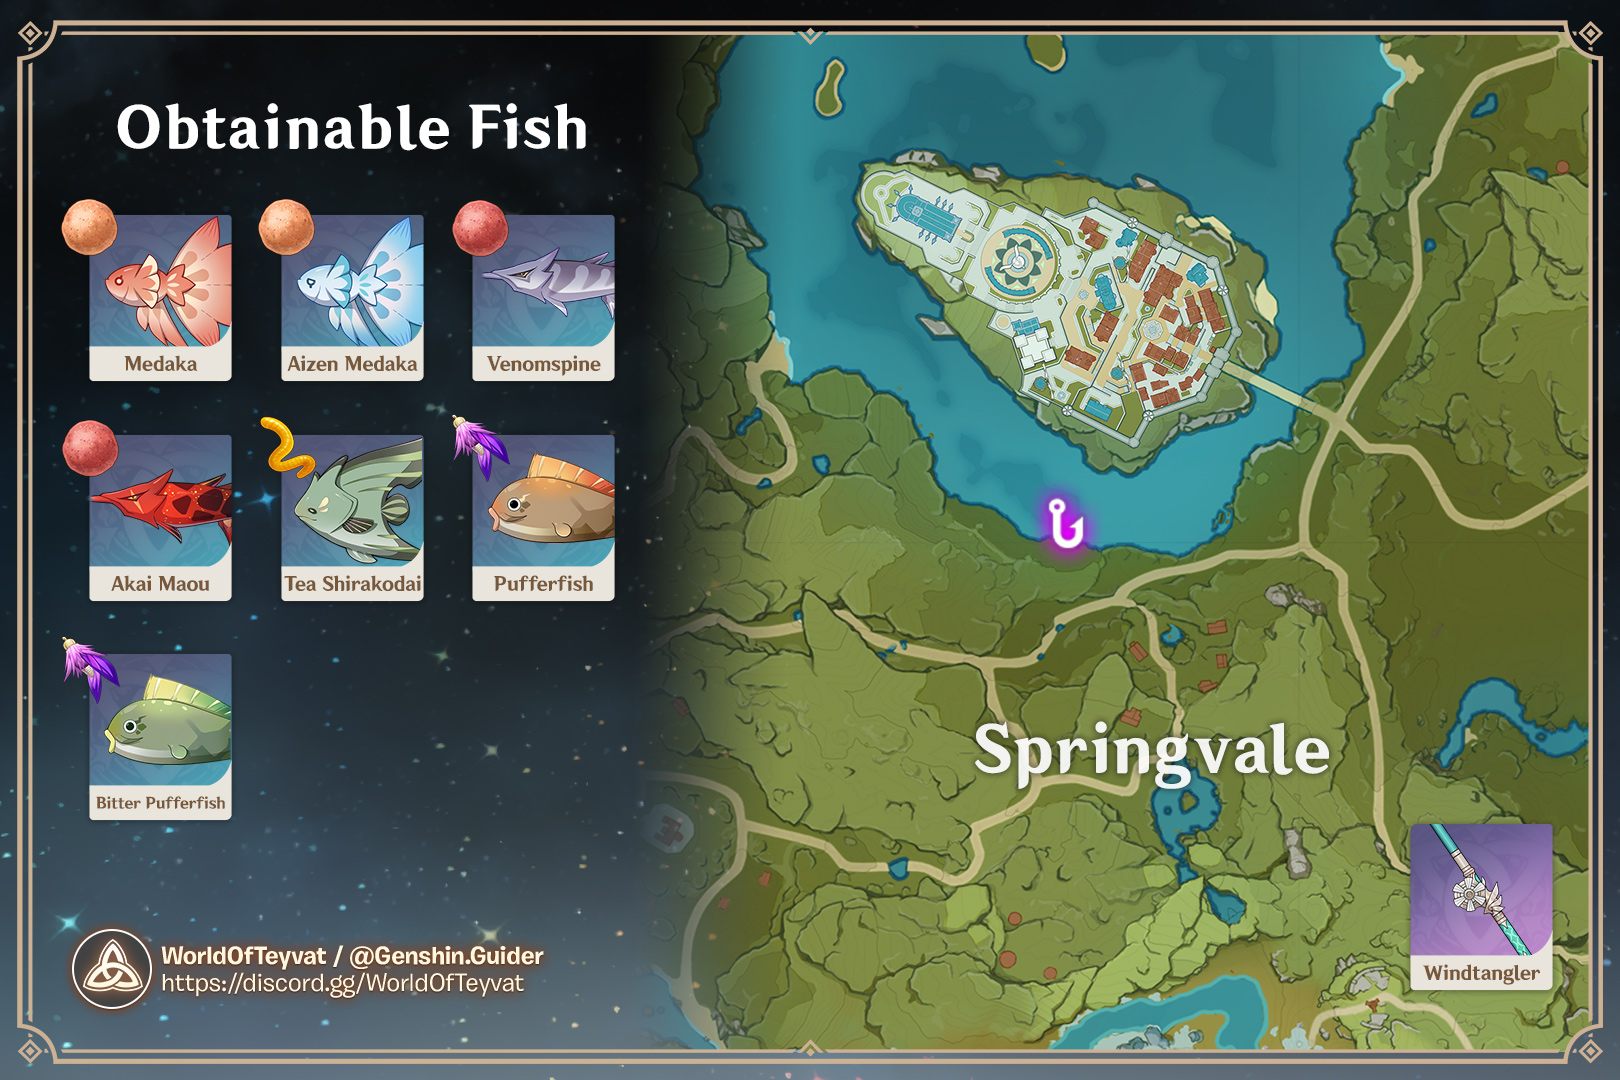 Obtainable Fish
Medaka
Aizen Medaka
Venomspine
Akai Maou
Tea Shirakodai
Pufferfish
Bitter Pufferfish
Springvale
Windtangler
WorldOfTeyvat / @Genshin.Guider
https://discord.gg/WorldOfTeyvat